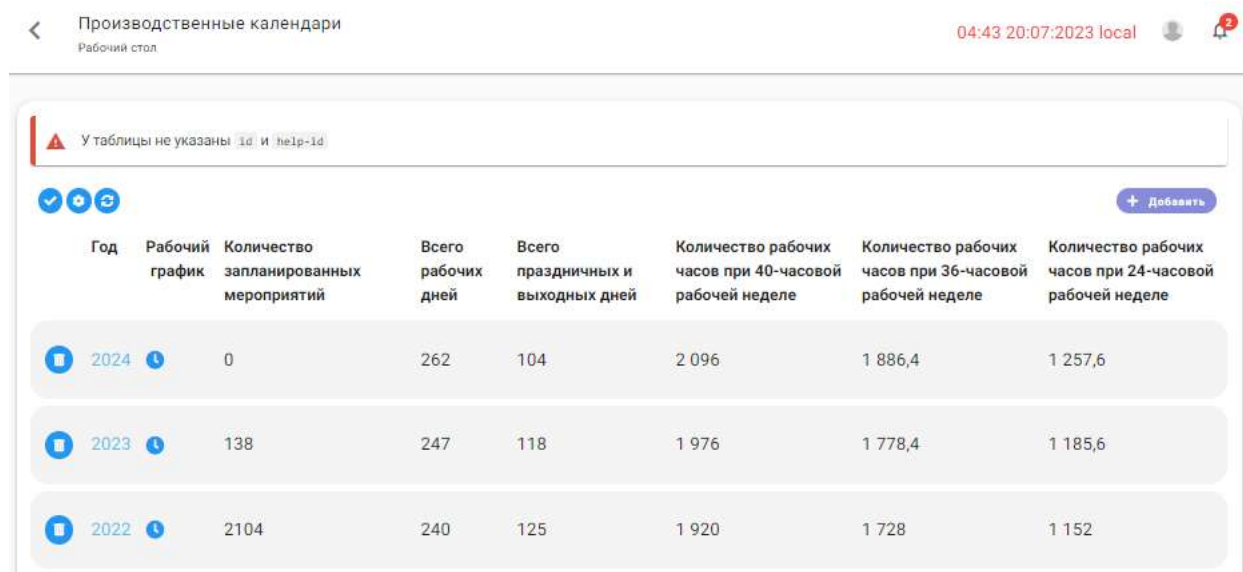 Производственные календари
Рабочий стол
04:43 20:07:2023 local
2
У таблицы не указаны id и help-id
+ Добавить
Год Рабочий график Количество запланированных мероприятий Всего рабочих дней Всего праздничных и выходных дней Количество рабочих часов при 40-часовой рабочей неделе Количество рабочих часов при 36-часовой рабочей неделе Количество рабочих часов при 24-часовой рабочей неделе
2024 0 262 104 2 096 1 886,4 1 257,6
2023 138 247 118 1 976 1 778,4 1 185,6
2022 2104 240 125 1 920 1 728 1 152